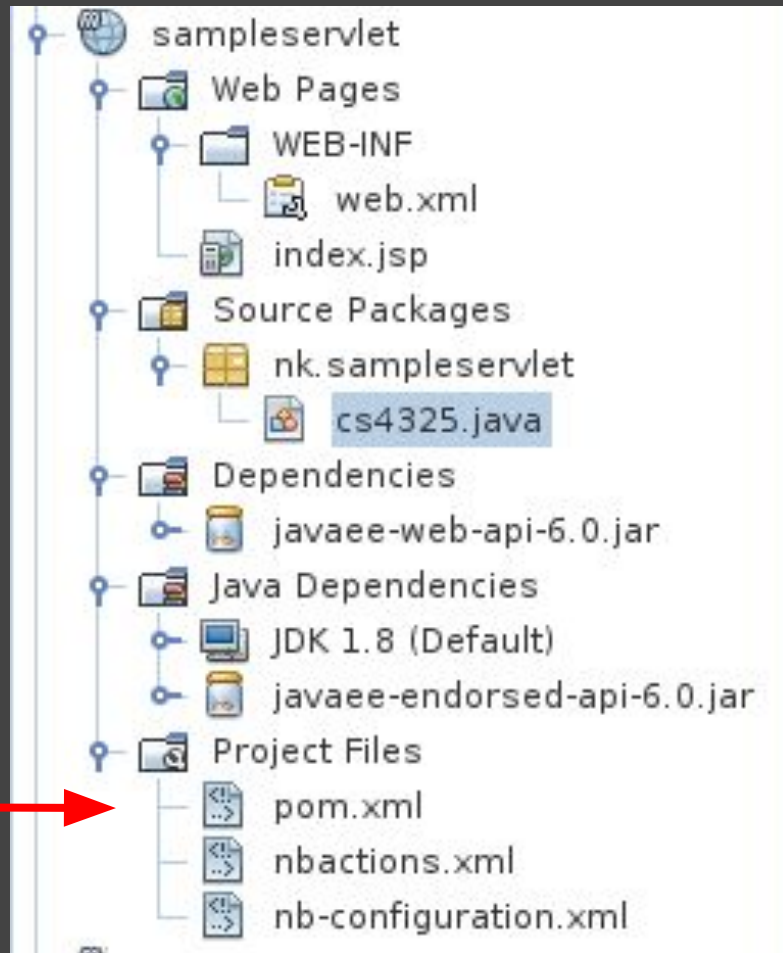 sampleservlet
Web Pages
WEB-INF
web.xml
index.jsp
Source Packages
nk.sampleservlet
cs4325.java
Dependencies
javaee-web-api-6.0.jar
Java Dependencies
JDK 1.8 (Default)
javaee-endorsed-api-6.0.jar
Project Files
pom.xml
nbactions.xml
nb-configuration.xml